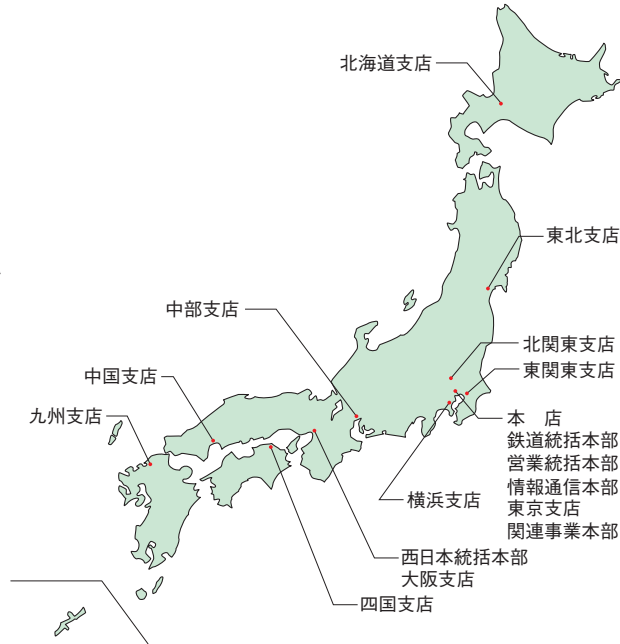 北海道支店
東北支店
中部支店
北関東支店
東関東支店
中国支店
九州支店
本　店
鉄道統括本部
営業統括本部
情報通信本部
東京支店
関連事業本部
横浜支店
西日本統括本部
大阪支店
四国支店